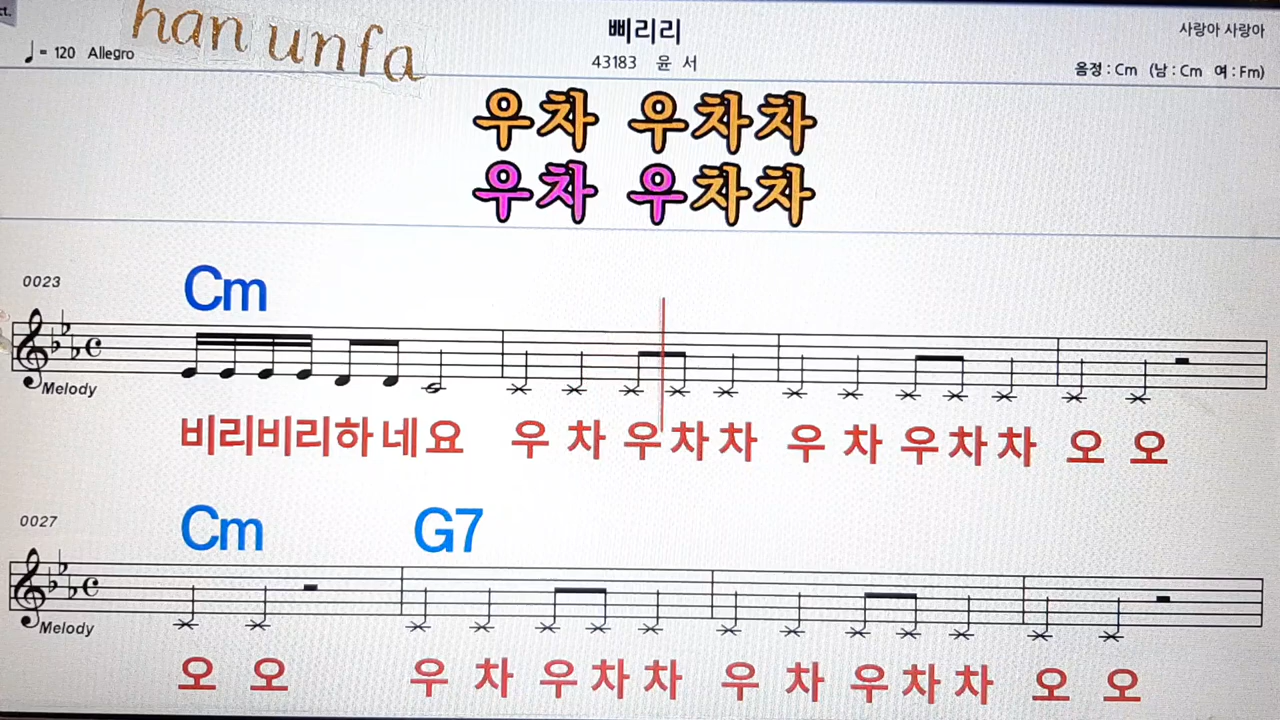 ct.
han unfa
삐리리
사랑아 사랑아
♩= 120 Allegro
43183 윤 서
음정 : Cm (남 : Cm 여 : Fm)
우차 우차차
우차 우차차
0023
Cm
Melody
비리비리하네요 우 차 우차차 우 차 우차차 오 오
0027
Cm G7
Melody
오 오 우 차 우차차 우 차 우차차 오 오